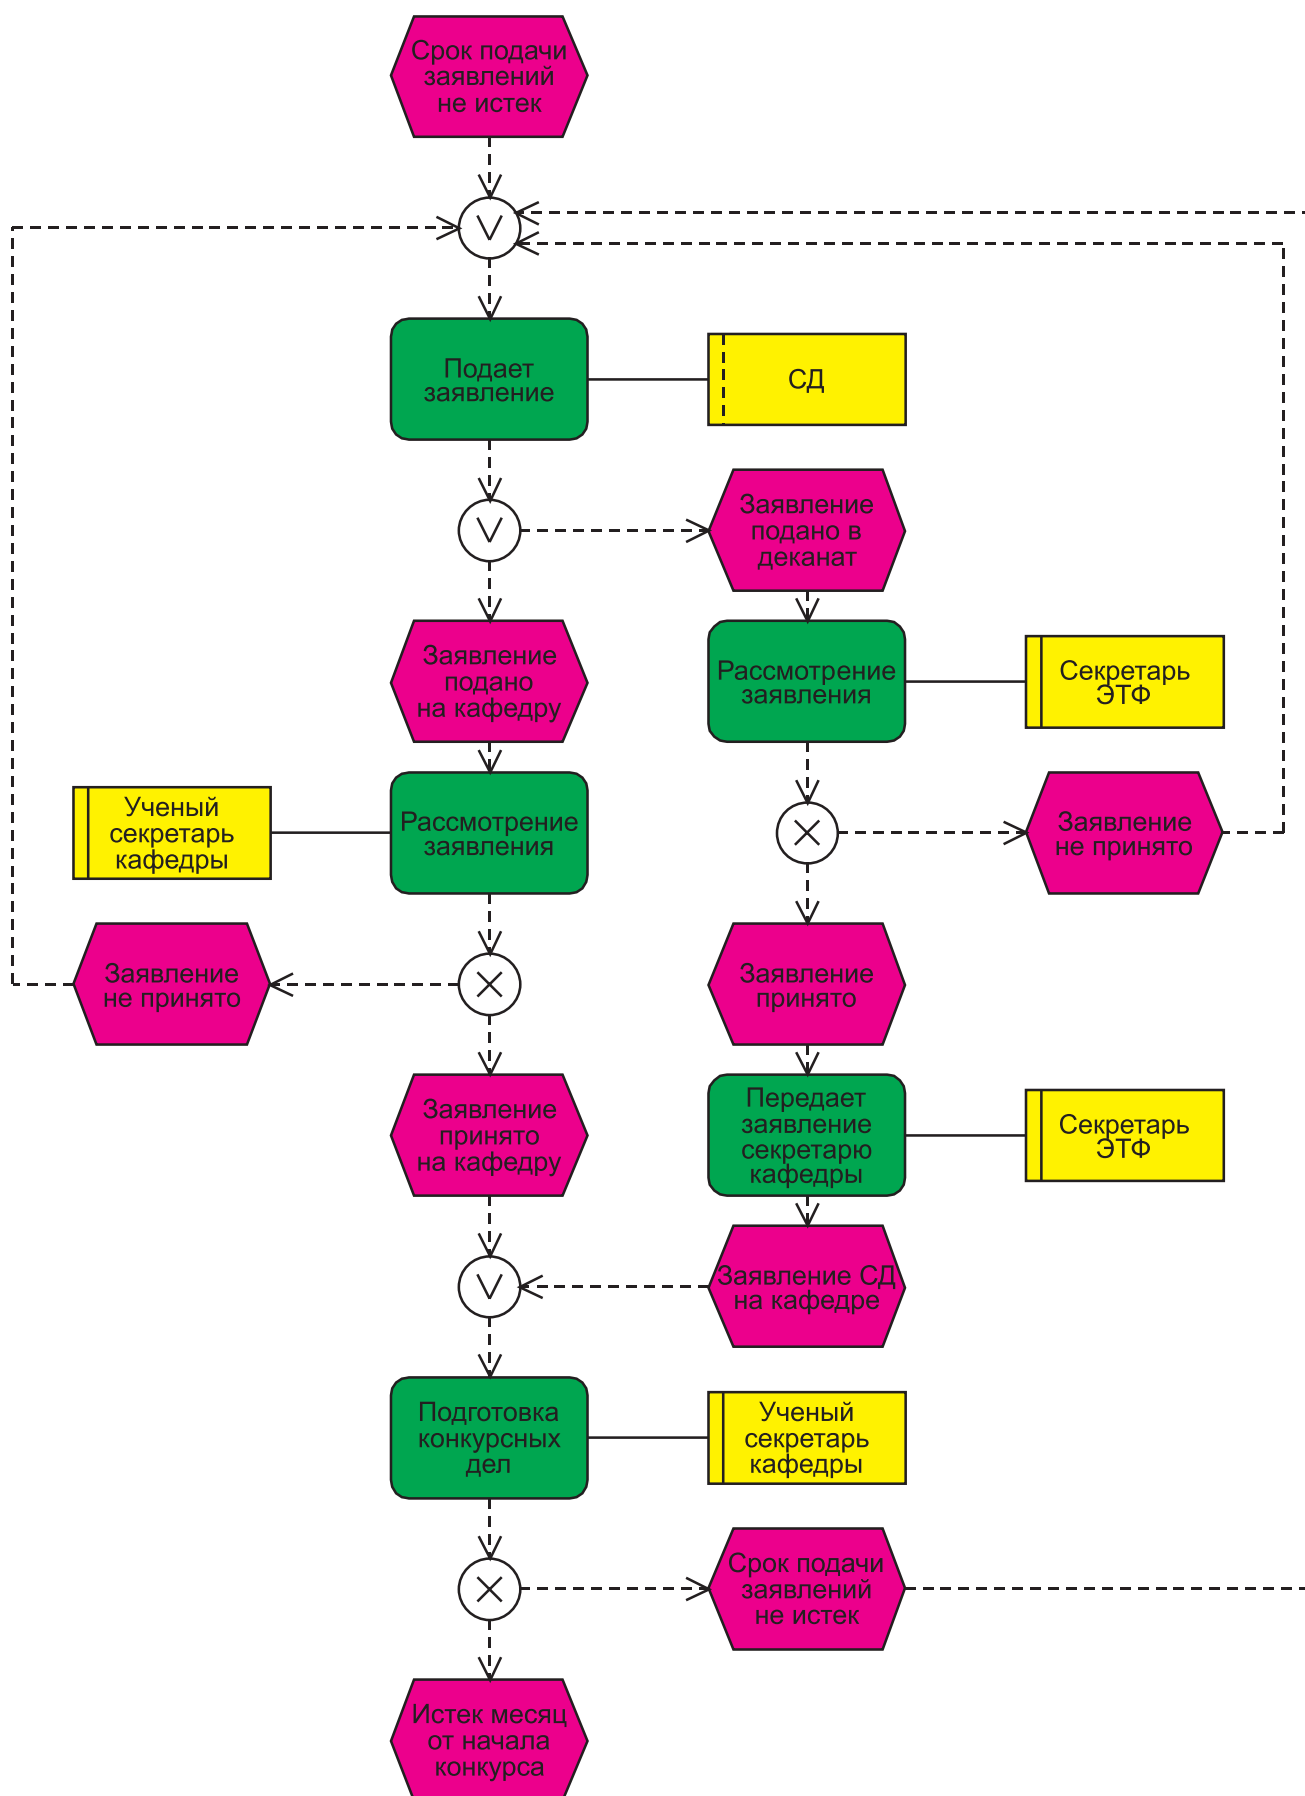 Срок подачи
заявлений
не истек
Подает
заявление
СД
Заявление
подано в
деканат
Заявление
подано
на кафедру
Рассмотрение
заявления
Секретарь
ЭТФ
Ученый
секретарь
кафедры
Рассмотрение
заявления
Заявление
не принято
Заявление
не принято
Заявление
принято
Заявление
принято
на кафедру
Передает
заявление
секретарю
кафедры
Секретарь
ЭТФ
Заявление СД
на кафедре
Подготовка
конкурсных
дел
Ученый
секретарь
кафедры
Срок подачи
заявлений
не истек
Истек месяц
от начала
конкурса